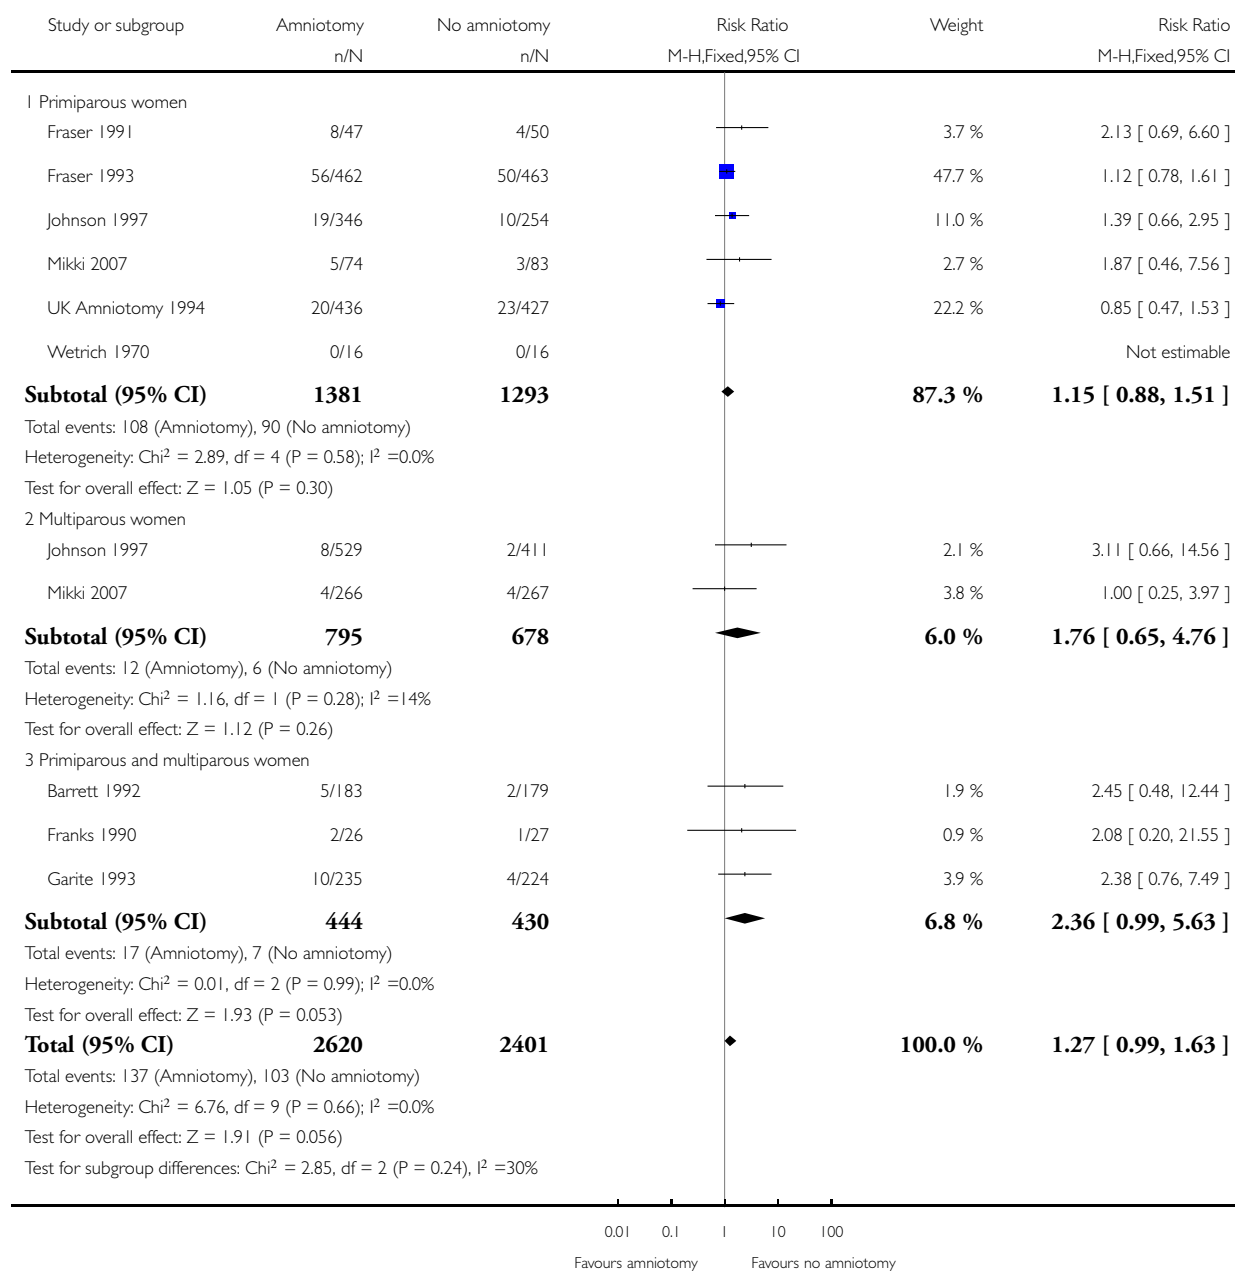 Study or subgroup Amniotomy No amniotomy Risk Ratio Weight Risk Ratio
n/N n/N M-H,Fixed,95% CI M-H,Fixed,95% CI
1 Primiparous women
Fraser 1991 8/47 4/50 3.7 % 2.13 [ 0.69, 6.60 ]
Fraser 1993 56/462 50/463 47.7 % 1.12 [ 0.78, 1.61 ]
Johnson 1997 19/346 10/254 11.0 % 1.39 [ 0.66, 2.95 ]
Mikki 2007 5/74 3/83 2.7 % 1.87 [ 0.46, 7.56 ]
UK Amniotomy 1994 20/436 23/427 22.2 % 0.85 [ 0.47, 1.53 ]
Wetrich 1970 0/16 0/16 Not estimable
Subtotal (95% CI) 1381 1293 87.3 % 1.15 [ 0.88, 1.51 ]
Total events: 108 (Amniotomy), 90 (No amniotomy)
Heterogeneity: Chi² = 2.89, df = 4 (P = 0.58); I² =0.0%
Test for overall effect: Z = 1.05 (P = 0.30)
2 Multiparous women
Johnson 1997 8/529 2/411 2.1 % 3.11 [ 0.66, 14.56 ]
Mikki 2007 4/266 4/267 3.8 % 1.00 [ 0.25, 3.97 ]
Subtotal (95% CI) 795 678 6.0 % 1.76 [ 0.65, 4.76 ]
Total events: 12 (Amniotomy), 6 (No amniotomy)
Heterogeneity: Chi² = 1.16, df = 1 (P = 0.28); I² =14%
Test for overall effect: Z = 1.12 (P = 0.26)
3 Primiparous and multiparous women
Barrett 1992 5/183 2/179 1.9 % 2.45 [ 0.48, 12.44 ]
Franks 1990 2/26 1/27 0.9 % 2.08 [ 0.20, 21.55 ]
Garite 1993 10/235 4/224 3.9 % 2.38 [ 0.76, 7.49 ]
Subtotal (95% CI) 444 430 6.8 % 2.36 [ 0.99, 5.63 ]
Total events: 17 (Amniotomy), 7 (No amniotomy)
Heterogeneity: Chi² = 0.01, df = 2 (P = 0.99); I² =0.0%
Test for overall effect: Z = 1.93 (P = 0.053)
Total (95% CI) 2620 2401 100.0 % 1.27 [ 0.99, 1.63 ]
Total events: 137 (Amniotomy), 103 (No amniotomy)
Heterogeneity: Chi² = 6.76, df = 9 (P = 0.66); I² =0.0%
Test for overall effect: Z = 1.91 (P = 0.056)
Test for subgroup differences: Chi² = 2.85, df = 2 (P = 0.24), I² =30%
0.01 0.1 1 10 100
Favours amniotomy Favours no amniotomy